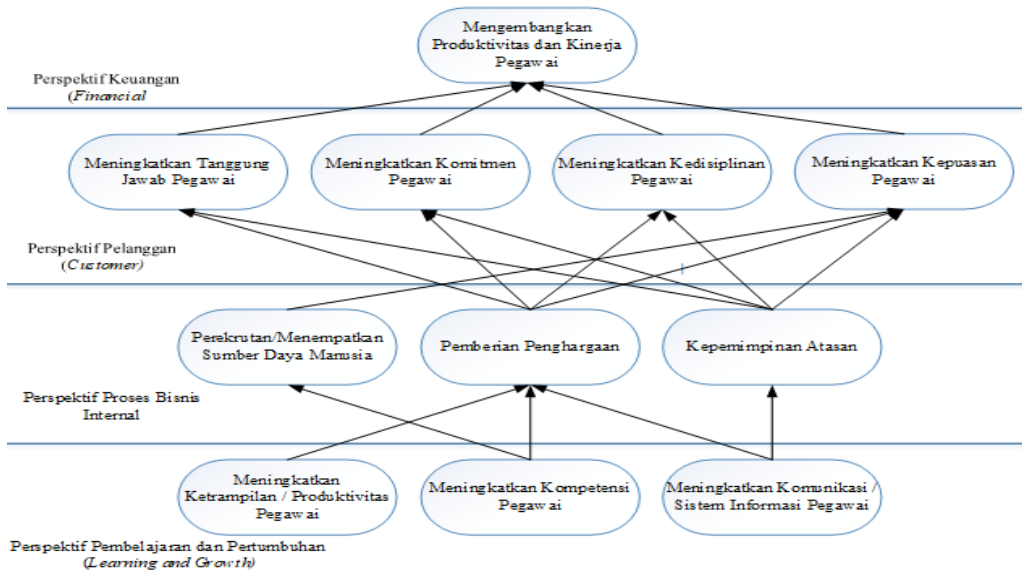 Mengembangkan
Produktivitas dan Kinerja
Pegawai
Perspektif Keuangan
(Financial
Meningkatkan Tanggung
Jawab Pegawai
Meningkatkan Komitmen
Pegawai
Meningkatkan Kedisiplinan
Pegawai
Meningkatkan Kepuasan
Pegawai
Perspektif Pelanggan
(Customer)
Perekrutan/Menempatkan
Sumber Daya Manusia
Pemberian Penghargaan
Kepemimpinan Atasan
Perspektif Proses Bisnis
Internal
Meningkatkan
Ketrampilan / Produktivitas
Pegawai
Meningkatkan Kompetensi
Pegawai
Meningkatkan Komunikasi /
Sistem Informasi Pegawai
Perspektif Pembelajaran dan Pertumbuhan
(Learning and Growth)